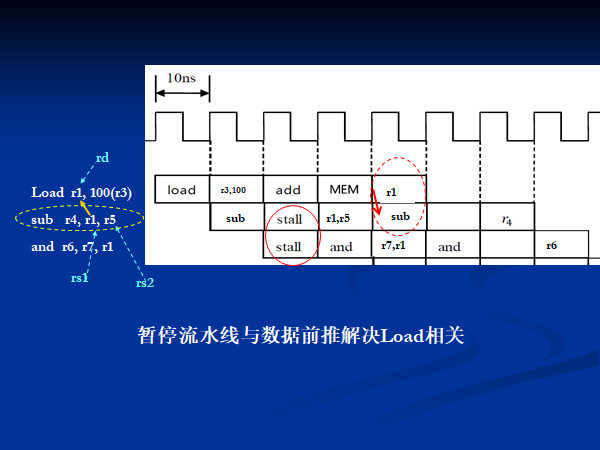 10ns
rd
load r3,100 add MEM r1
Load r1, 100(r3)
sub stall r1,r5 sub r4
sub r4, r1, r5
stall and r7,r1 and r6
and r6, r7, r1
rs1
rs2
暂停流水线与数据前推解决Load相关